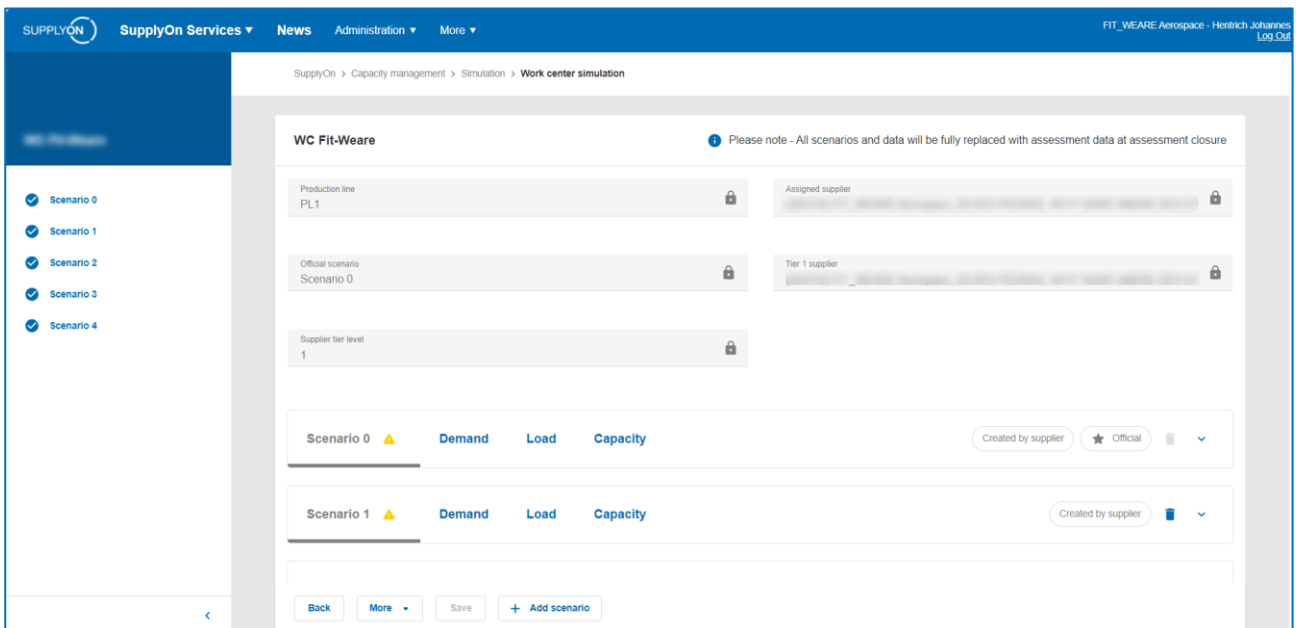 SUPPLYON SupplyOn Services News Administration More
FIT_WEARE Aerospace - Hentrich Johannes
Log Out
SupplyOn > Capacity management > Simulation > Work center simulation
WC Fit-Weare
Scenario 0
Scenario 1
Scenario 2
Scenario 3
Scenario 4
WC Fit-Weare
Please note - All scenarios and data will be fully replaced with assessment data at assessment closure
Production line
PL1
Assigned supplier
Official scenario
Scenario 0
Tier 1 supplier
Supplier tier level
1
Scenario 0 Demand Load Capacity Created by supplier Official
Scenario 1 Demand Load Capacity Created by supplier
Back More Save + Add scenario